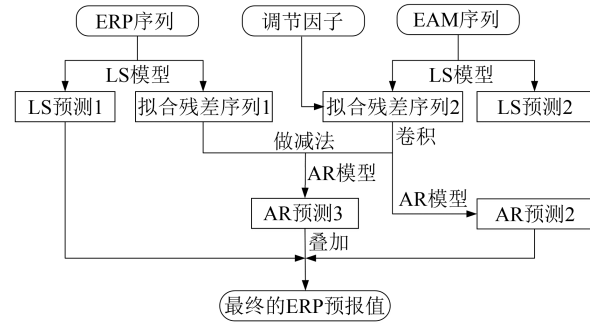 ERP序列
调节因子
EAM序列
LS模型
LS模型
LS预测1
拟合残差序列1
拟合残差序列2
LS预测2
做减法
卷积
AR模型
AR模型
AR预测3
AR预测2
叠加
最终的ERP预报值